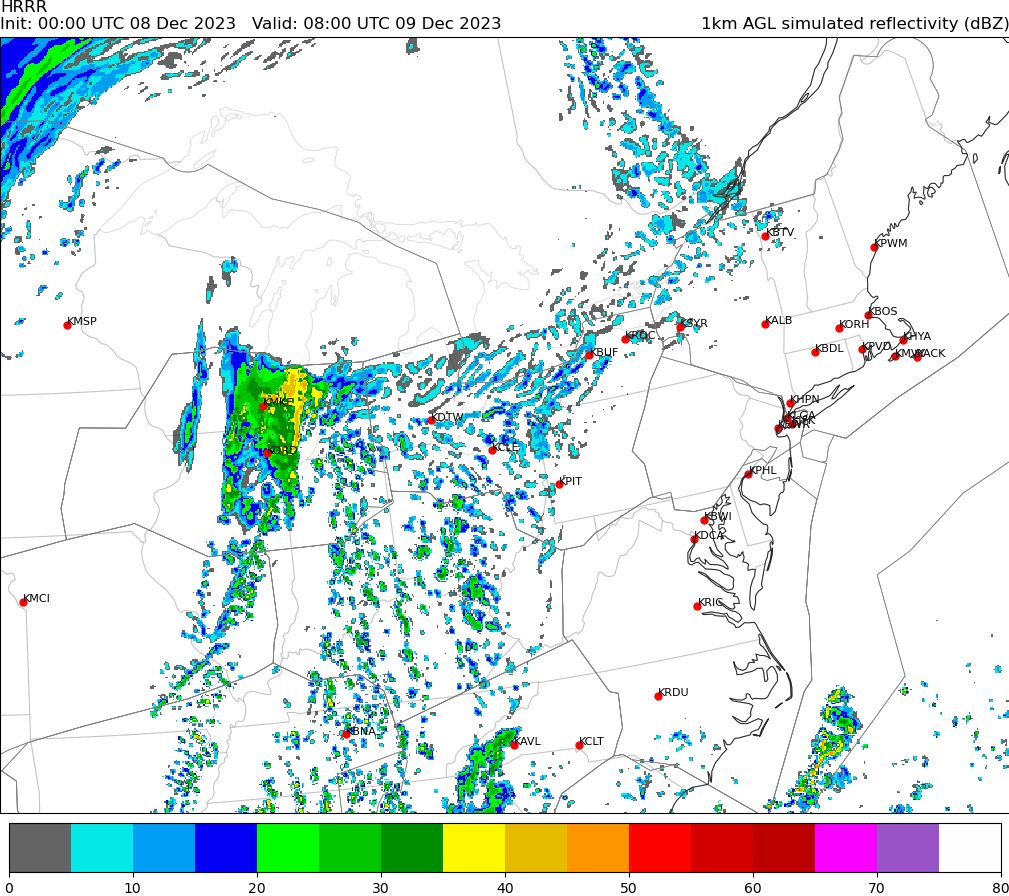 HRRR
Init: 00:00 UTC 08 Dec 2023   Valid: 08:00 UTC 09 Dec 2023   1km AGL simulated reflectivity (dBZ)
KBTV
KPWM
KMSP
KBOS
KSYR
KALB
KORH
KROC
KHYA
KBUF
KBDL
KPVD
KACK
KMKE
KHPN
KDTW
KLGA
KORD
KCLE
KPHL
KPIT
KBWI
KDCA
KMCI
KRIC
KRDU
KBNA
KAVL
KCLT
0 10 20 30 40 50 60 70 80